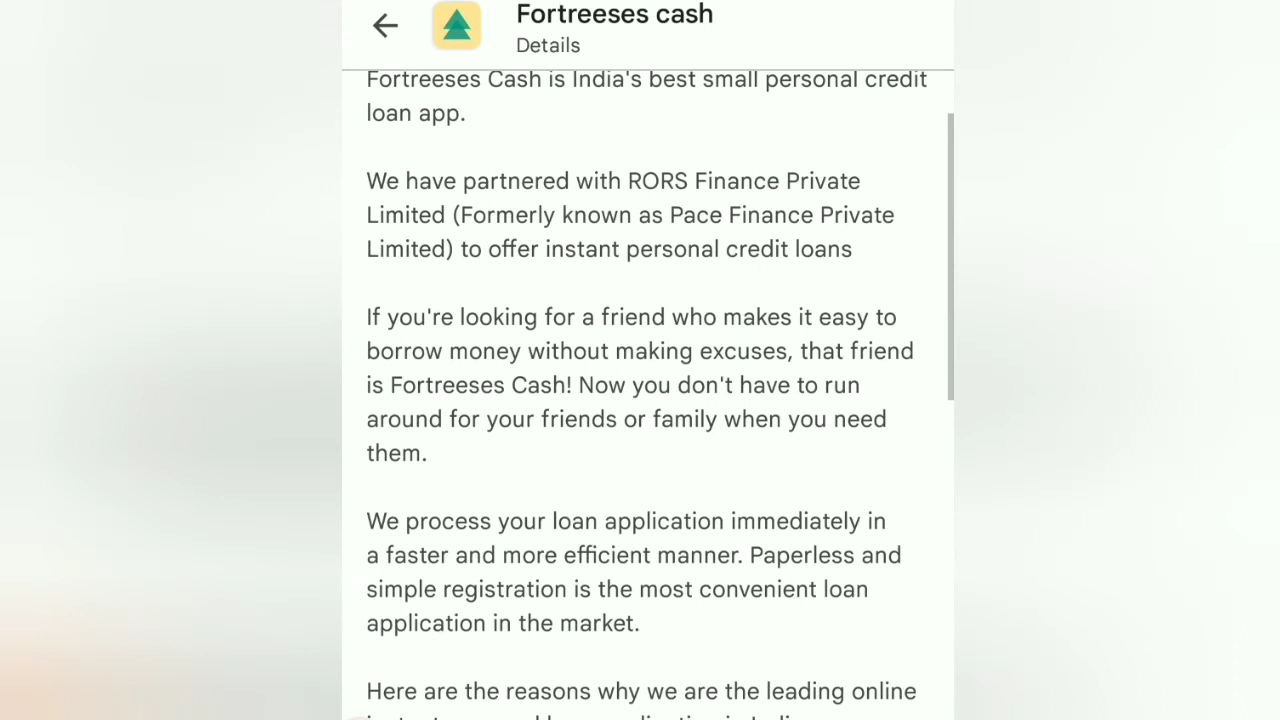 Fortreeses cash
Details
Fortreeses Cash is India's best small personal credit
loan app.
We have partnered with RORS Finance Private
Limited (Formerly known as Pace Finance Private
Limited) to offer instant personal credit loans
If you're looking for a friend who makes it easy to
borrow money without making excuses, that friend
is Fortreeses Cash! Now you don't have to run
around for your friends or family when you need
them.
We process your loan application immediately in
a faster and more efficient manner. Paperless and
simple registration is the most convenient loan
application in the market.
Here are the reasons why we are the leading online